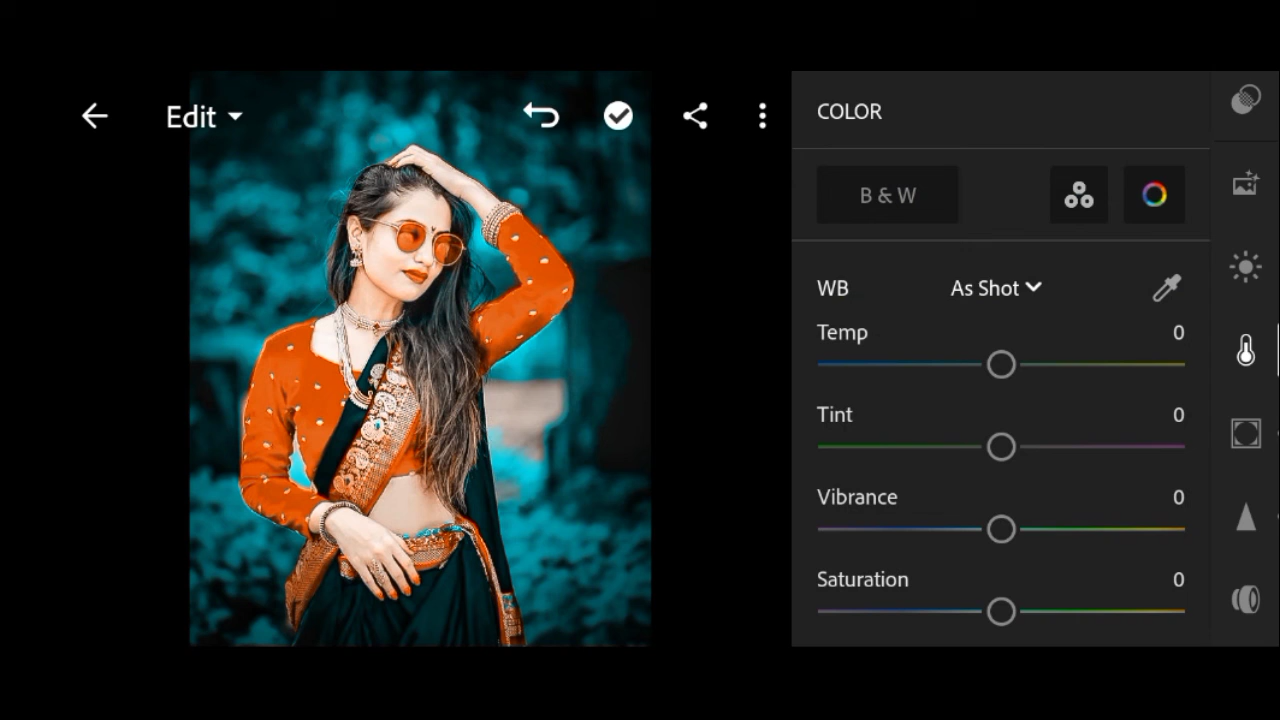 Edit
COLOR
B & W
WB As Shot
Temp 0
Tint 0
Vibrance 0
Saturation 0